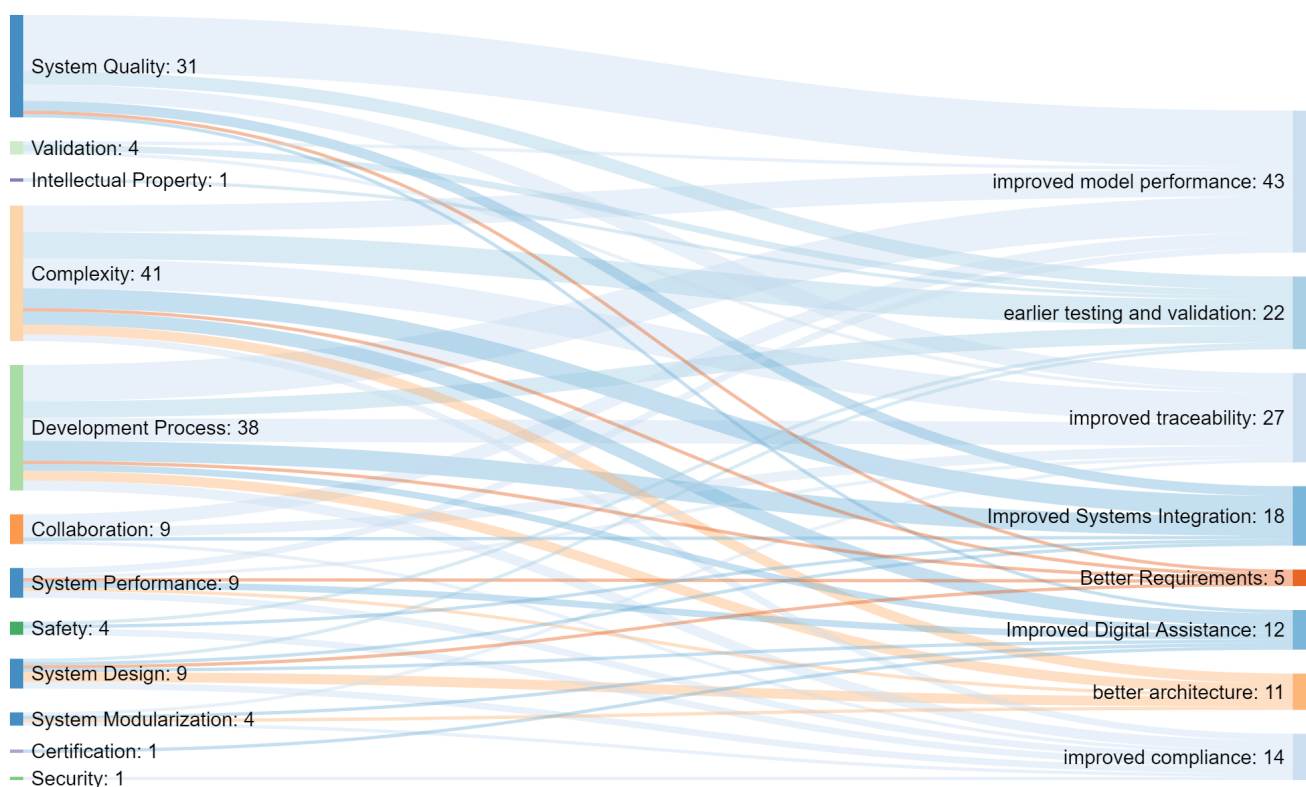 System Quality: 31
Validation: 4
Intellectual Property: 1
Complexity: 41
Development Process: 38
Collaboration: 9
System Performance: 9
Safety: 4
System Design: 9
System Modularization: 4
Certification: 1
Security: 1
improved model performance: 43
earlier testing and validation: 22
improved traceability: 27
Improved Systems Integration: 18
Better Requirements: 5
Improved Digital Assistance: 12
better architecture: 11
improved compliance: 14